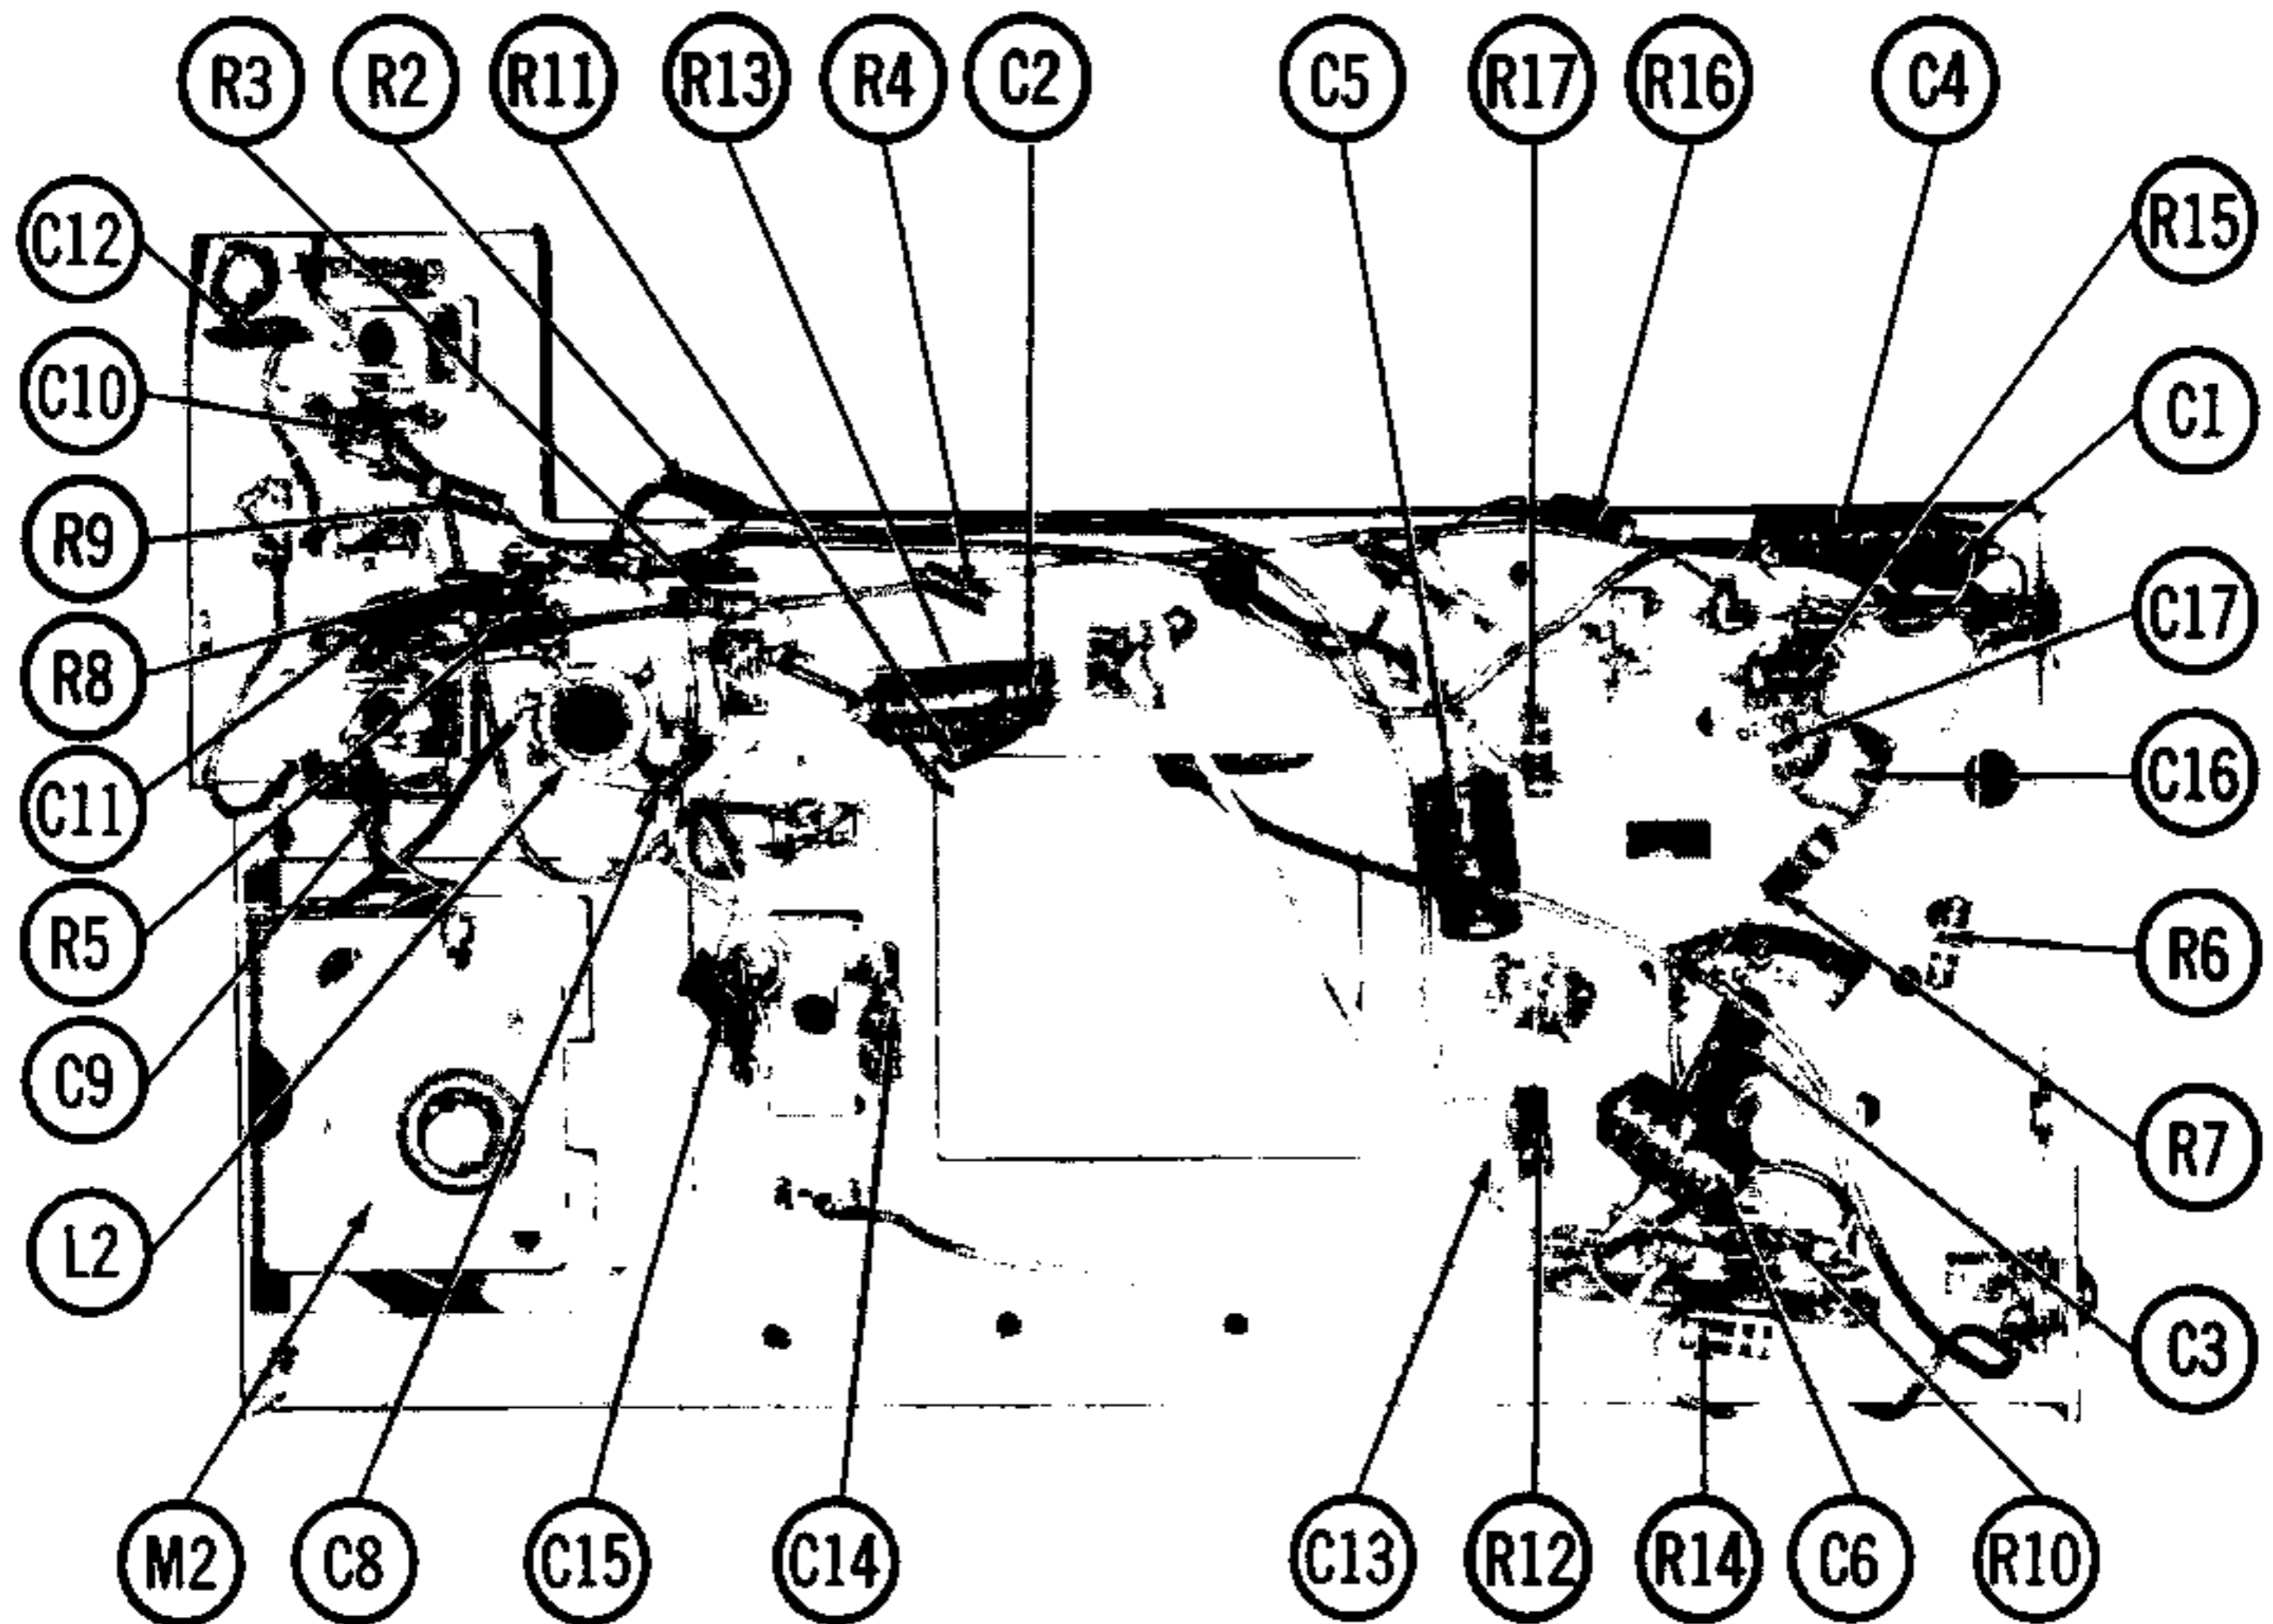 R3 R2 R11 R13 R4 C2 C5 R17 R16 C4
C12 R15
C10 C1
R9 C17
R8 C16
C11
R5 R6
C9 R7
L2 C3
M2 C8 C15 C14 C13 R12 R14 C6 R10